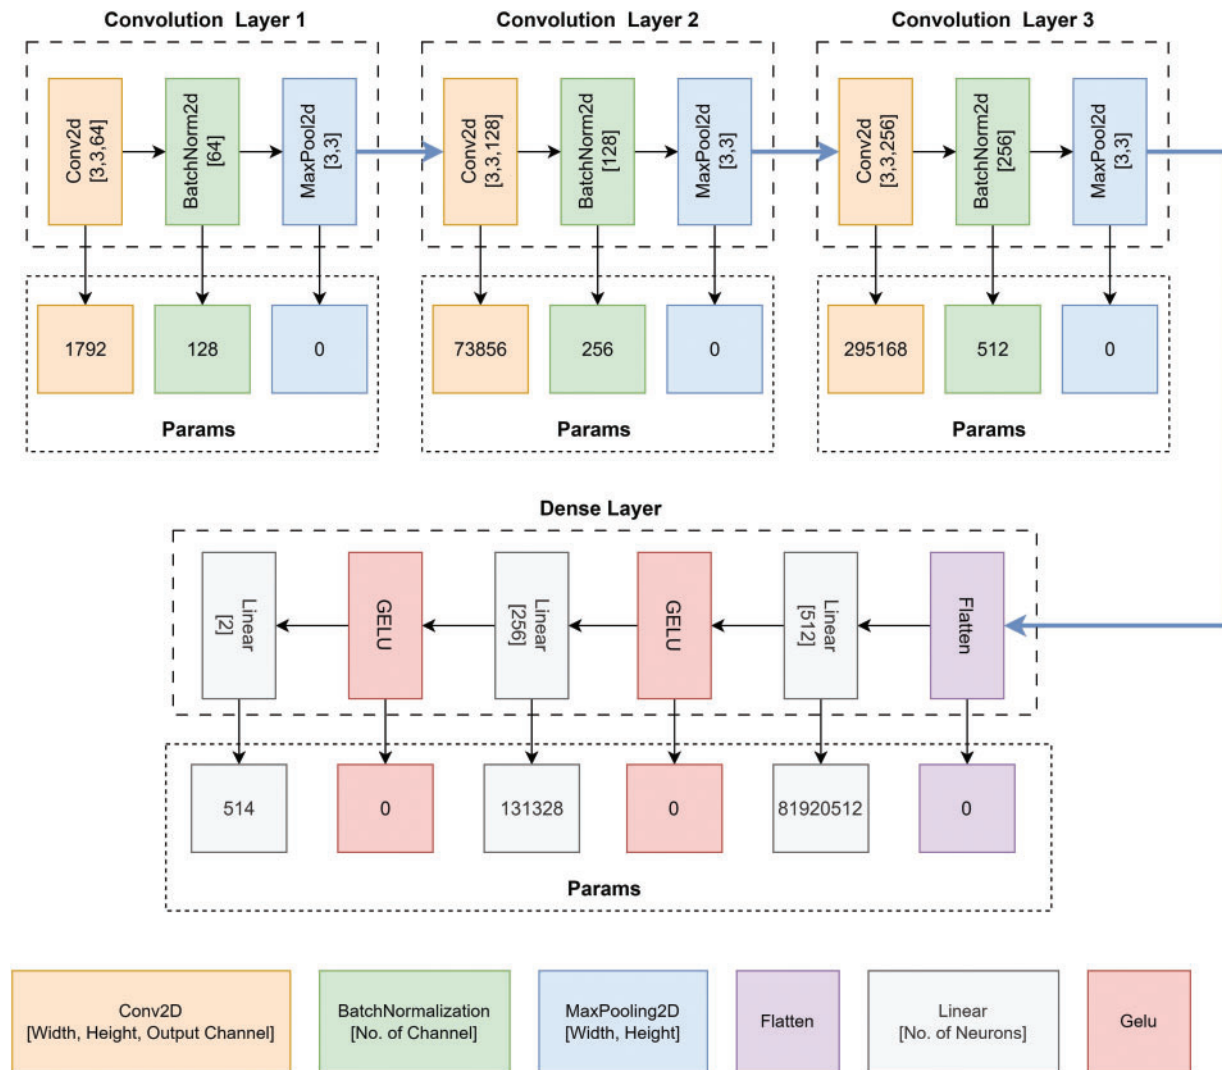 Convolution Layer 1
Convolution Layer 2
Convolution Layer 3
Conv2d
[3,3,64]
BatchNorm2d
[64]
MaxPool2d
[3,3]
Conv2d
[3,3,128]
BatchNorm2d
[128]
MaxPool2d
[3,3]
Conv2d
[3,3,256]
BatchNorm2d
[256]
MaxPool2d
[3,3]
1792
128
0
Params
73856
256
0
Params
295168
512
0
Params
Dense Layer
Linear
[2]
GELU
Linear
[256]
GELU
Linear
[512]
Flatten
514
0
131328
0
81920512
0
Params
Conv2D
[Width, Height, Output Channel]
BatchNormalization
[No. of Channel]
MaxPooling2D
[Width, Height]
Flatten
Linear
[No. of Neurons]
Gelu